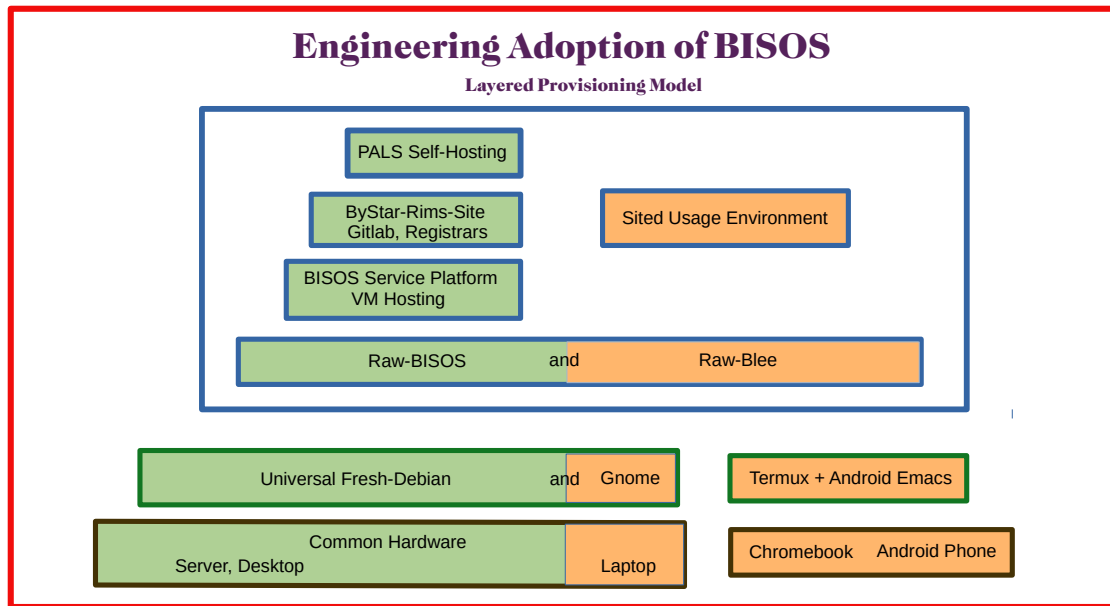 Engineering Adoption of BISOS
Layered Provisioning Model
PALS Self-Hosting
ByStar-Rims-Site
Gitlab, Registrars
Sited Usage Environment
BISOS Service Platform
VM Hosting
Raw-BISOS and Raw-Blee
Universal Fresh-Debian and Gnome
Termux + Android Emacs
Common Hardware
Server, Desktop Laptop
Chromebook Android Phone